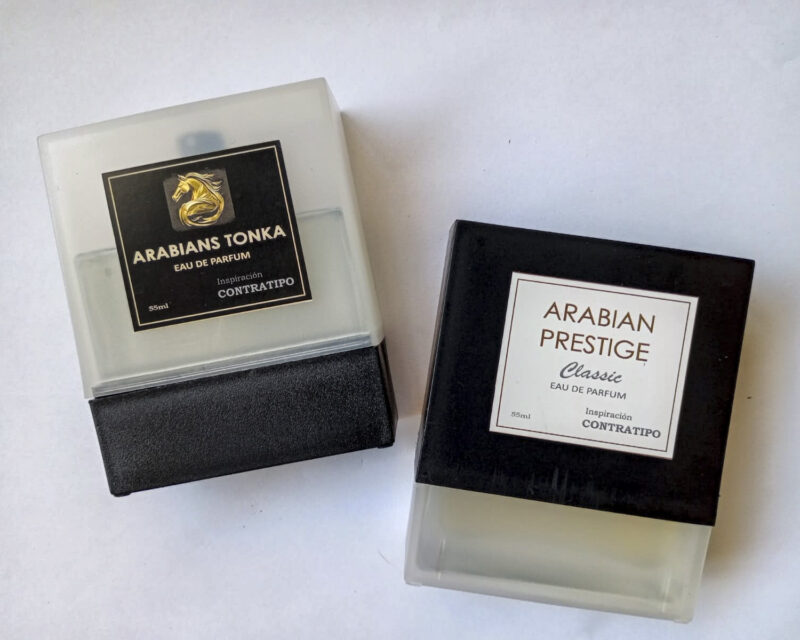 ARABIANS TONKA
EAU DE PARFUM
Inspiración
55ml CONTRATIPO
ARABIAN
PRESTIGE
Classic
EAU DE PARFUM
55ml Inspiración
CONTRATIPO